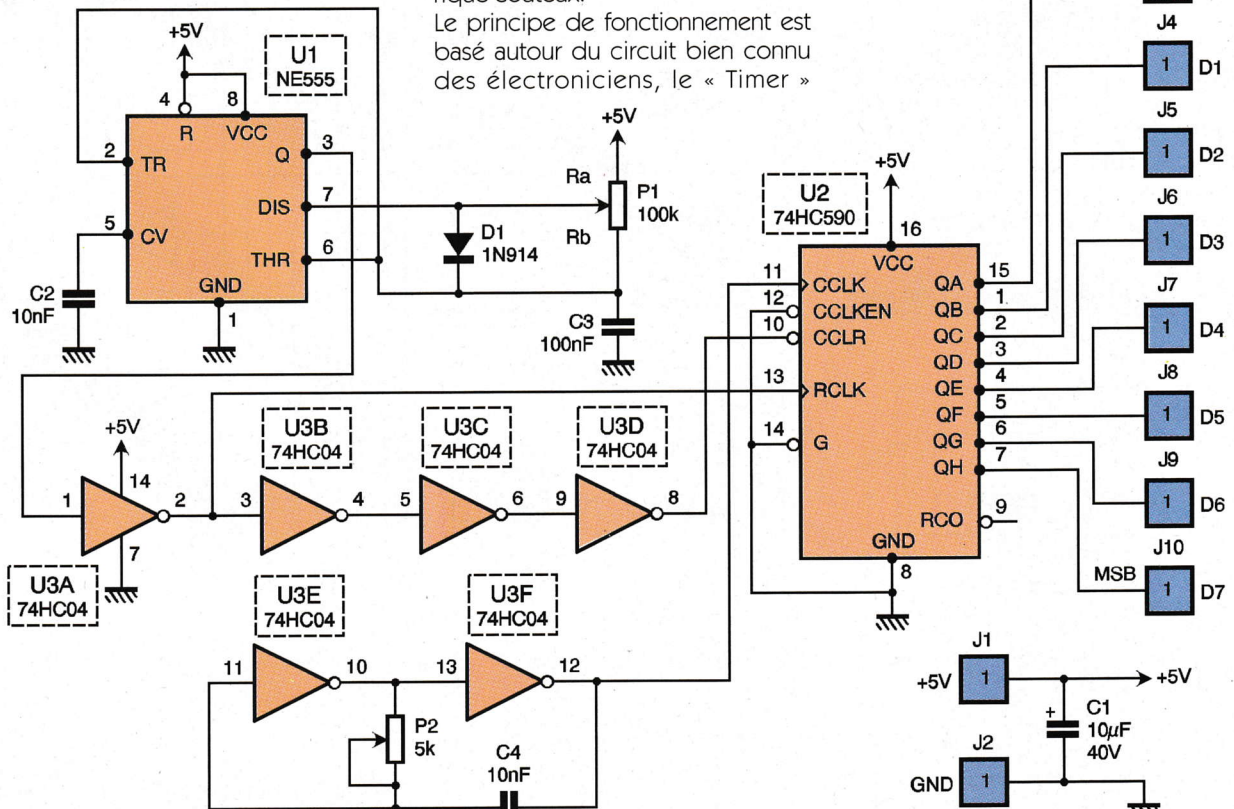 rique coûteux.
Le principe de fonctionnement est
basé autour du circuit bien connu
des électroniciens, le « Timer »
+5V
U1
NE555
4
8
R
VCC
2
TR
Q
3
DIS
7
5
CV
THR
6
GND
1
C2
10nF
+5V
Ra
P1
100k
Rb
D1
1N914
C3
100nF
+5V
U2
74HC590
16
VCC
11
CCLK
12
CCLKEN
10
CCLR
13
RCLK
14
G
QA
15
QB
1
QC
2
QD
3
QE
4
QF
5
QG
6
QH
7
RCO
9
GND
8
J4
1
D1
J5
1
D2
J6
1
D3
J7
1
D4
J8
1
D5
J9
1
D6
J10
MSB
1
D7
+5V
1
14
2
7
U3A
74HC04
U3B
74HC04
3
4
U3C
74HC04
5
6
U3D
74HC04
9
8
U3E
74HC04
11
10
U3F
74HC04
13
12
P2
5k
C4
10nF
J1
+5V
1
+5V
+
C1
10µF
40V
J2
GND
1